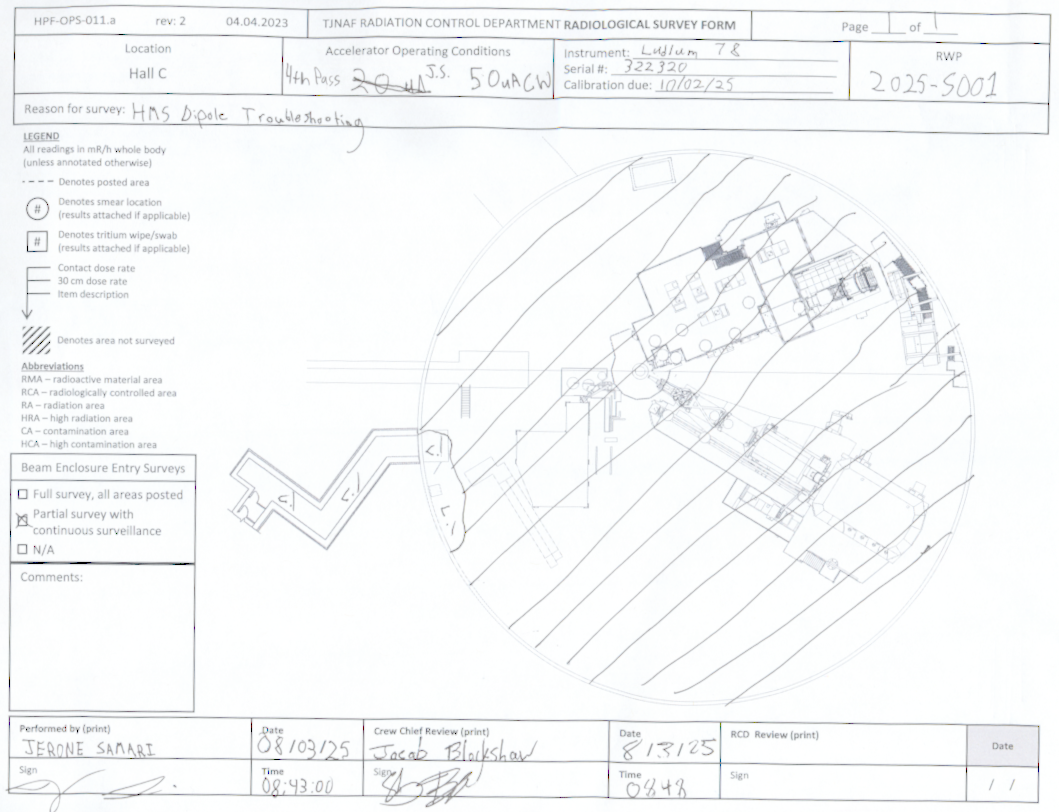 HPF-OPS-011.a rev: 2 04.04.2023 TJNAF RADIATION CONTROL DEPARTMENT RADIOLOGICAL SURVEY FORM Page 1 of 1
Location
Hall C
Accelerator Operating Conditions
4th Pass J.S. 50uACW
Instrument: Ludlum 78
Serial #: 322320
Calibration due: 10/02/25
RWP
2025-S001
Reason for survey: HMS Dipole Troubleshooting
LEGEND
All readings in mR/h whole body
(unless annotated otherwise)
Denotes posted area
# Denotes smear location
(results attached if applicable)
# Denotes tritium wipe/swab
(results attached if applicable)
Contact dose rate
30 cm dose rate
Item description
Denotes area not surveyed
Abbreviations
RMA – radioactive material area
RCA – radiologically controlled area
RA – radiation area
HRA – high radiation area
CA – contamination area
HCA – high contamination area
Beam Enclosure Entry Surveys
Full survey, all areas posted
Partial survey with
continuous surveillance
N/A
Comments:
<.1
<.1
<.1
<.1
Performed by (print)
JERONE SAMARI
Date
08/03/25
Crew Chief Review (print)
Jacob Blackshaw
Date
8/3/25
RCD Review (print)
Date
Sign
Time
08:43:00
Sign
Time
0848
Sign
/ /